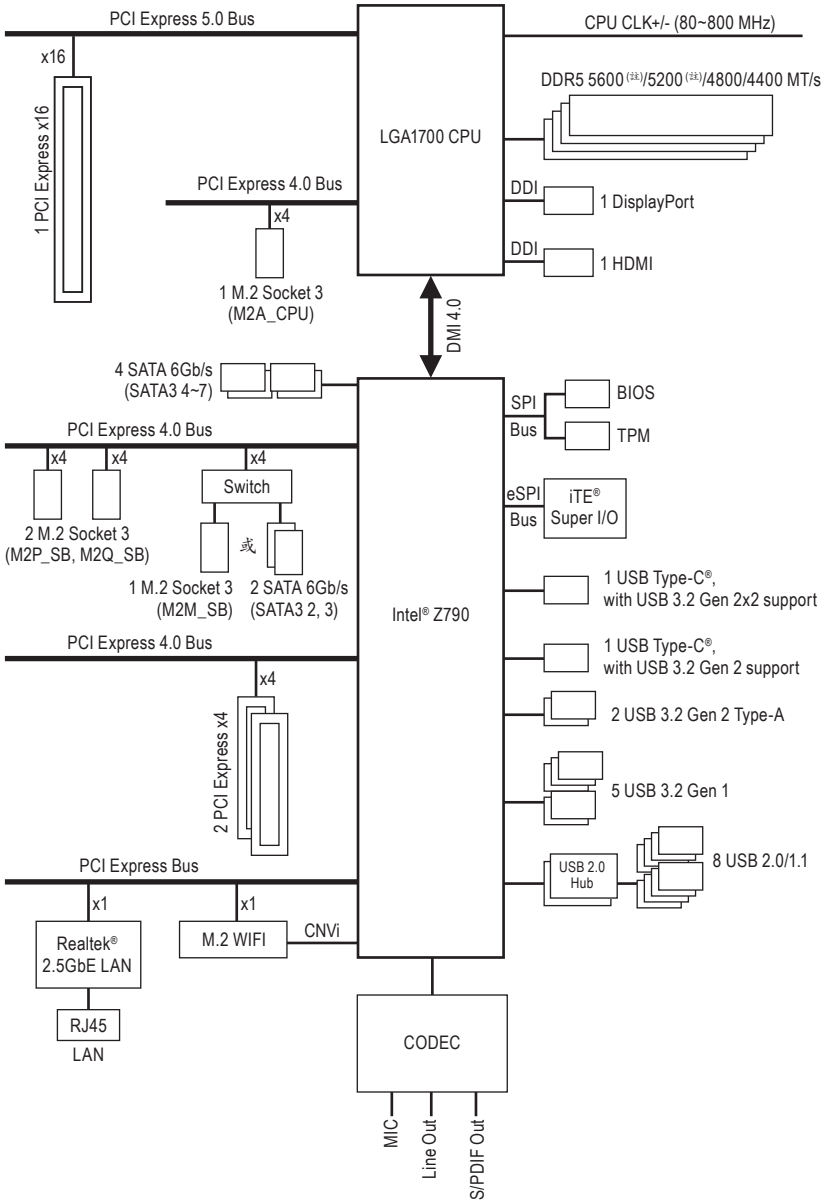 PCI Express 5.0 Bus
CPU CLK+/- (80~800 MHz)
x16
1 PCI Express x16
DDR5 5600(註)/5200(註)/4800/4400 MT/s
LGA1700 CPU
PCI Express 4.0 Bus
x4
1 M.2 Socket 3
(M2A_CPU)
DDI
1 DisplayPort
DDI
1 HDMI
DMI 4.0
4 SATA 6Gb/s
(SATA3 4~7)
SPI
Bus
BIOS
TPM
PCI Express 4.0 Bus
x4
x4
x4
Switch
2 M.2 Socket 3
(M2P_SB, M2Q_SB)
或
1 M.2 Socket 3
(M2M_SB)
2 SATA 6Gb/s
(SATA3 2, 3)
eSPI
Bus
iTE®
Super I/O
Intel® Z790
1 USB Type-C®,
with USB 3.2 Gen 2x2 support
PCI Express 4.0 Bus
x4
2 PCI Express x4
1 USB Type-C®,
with USB 3.2 Gen 2 support
2 USB 3.2 Gen 2 Type-A
5 USB 3.2 Gen 1
USB 2.0
Hub
8 USB 2.0/1.1
PCI Express Bus
x1
x1
Realtek®
2.5GbE LAN
M.2 WIFI
CNVi
RJ45
LAN
CODEC
MIC
Line Out
S/PDIF Out